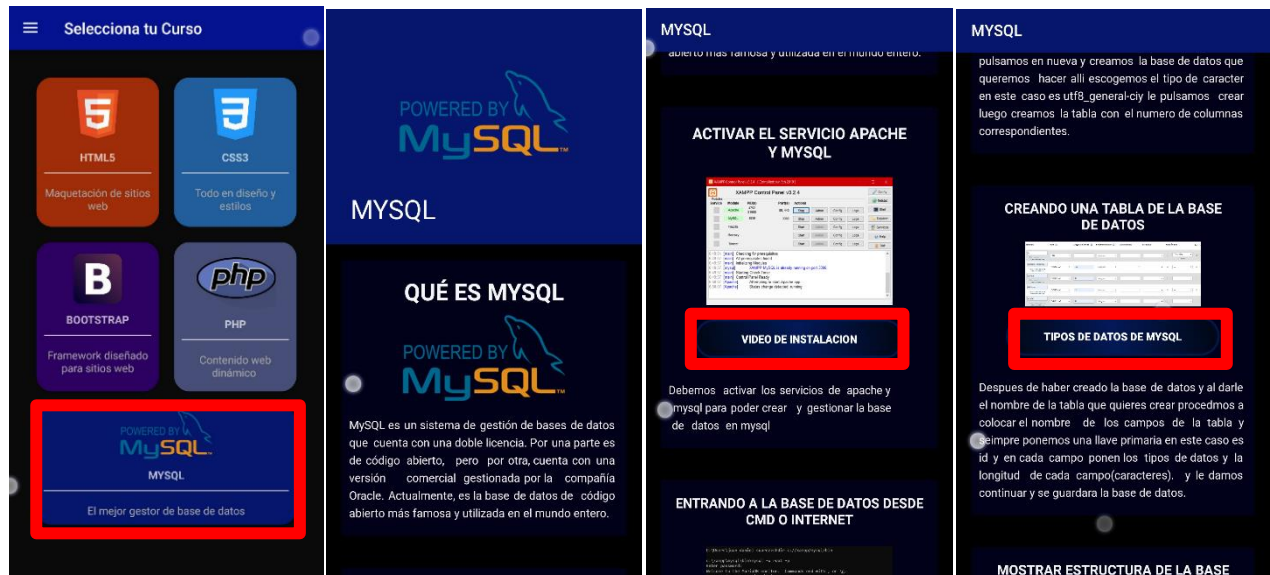 Selecciona tu Curso
HTML5
Maquetación de sitios
web
CSS3
Todo en diseño y
estilos
B
BOOTSTRAP
Framework diseñado
para sitios web
php
PHP
Contenido web
dinámico
POWERED BY
MySQL
MYSQL
El mejor gestor de base de datos
POWERED BY
MySQL
MYSQL
QUÉ ES MYSQL
POWERED BY
MySQL
MySQL es un sistema de gestión de bases de datos
que cuenta con una doble licencia. Por una parte es
de código abierto, pero por otra, cuenta con una
versión comercial gestionada por la compañía
Oracle. Actualmente, es la base de datos de código
abierto más famosa y utilizada en el mundo entero.
MYSQL
abierto más famosa y utilizada en el mundo entero.
ACTIVAR EL SERVICIO APACHE
Y MYSQL
XAMPP Control Panel v3.2.4
VIDEO DE INSTALACION
Debemos activar los servicios de apache y
mysql para poder crear y gestionar la base
de datos en mysql
ENTRANDO A LA BASE DE DATOS DESDE
CMD O INTERNET
MYSQL
pulsamos en nueva y creamos la base de datos que
queremos hacer alli escogemos el tipo de caracter
en este caso es utf8_general-ciy le pulsamos crear
luego creamos la tabla con el numero de columnas
correspondientes.
CREANDO UNA TABLA DE LA BASE
DE DATOS
TIPOS DE DATOS DE MYSQL
Despues de haber creado la base de datos y al darle
el nombre de la tabla que quieres crear procedmos a
colocar el nombre de los campos de la tabla y
seimpre ponemos una llave primaria en este caso es
id y en cada campo ponen los tipos de datos y la
longitud de cada campo(caracteres). y le damos
continuar y se guardara la base de datos.
MOSTRAR ESTRUCTURA DE LA BASE